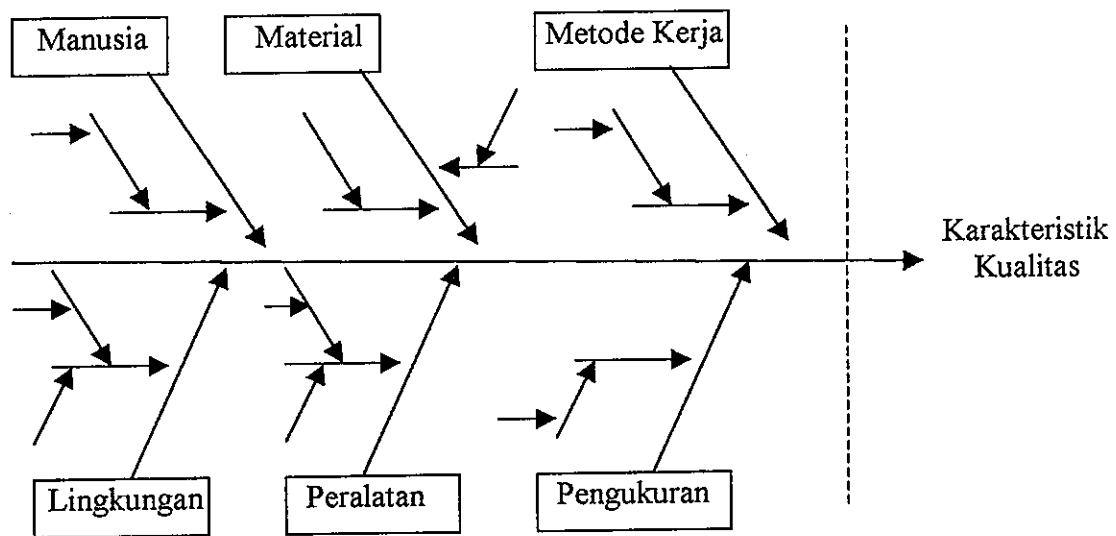 Manusia
Material
Metode Kerja
Karakteristik
Kualitas
Lingkungan
Peralatan
Pengukuran